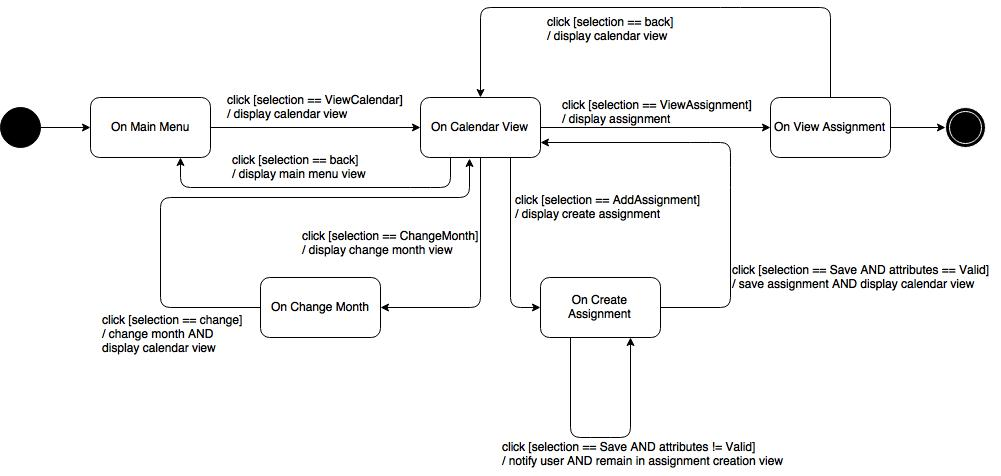 click [selection == back]
/ display calendar view
click [selection == ViewCalendar]
/ display calendar view
click [selection == ViewAssignment]
/ display assignment
On Main Menu
On Calendar View
On View Assignment
click [selection == back]
/ display main menu view
click [selection == AddAssignment]
/ display create assignment
click [selection == ChangeMonth]
/ display change month view
click [selection == Save AND attributes == Valid]
/ save assignment AND display calendar view
On Change Month
On Create
Assignment
click [selection == change]
/ change month AND
display calendar view
click [selection == Save AND attributes != Valid]
/ notify user AND remain in assignment creation view